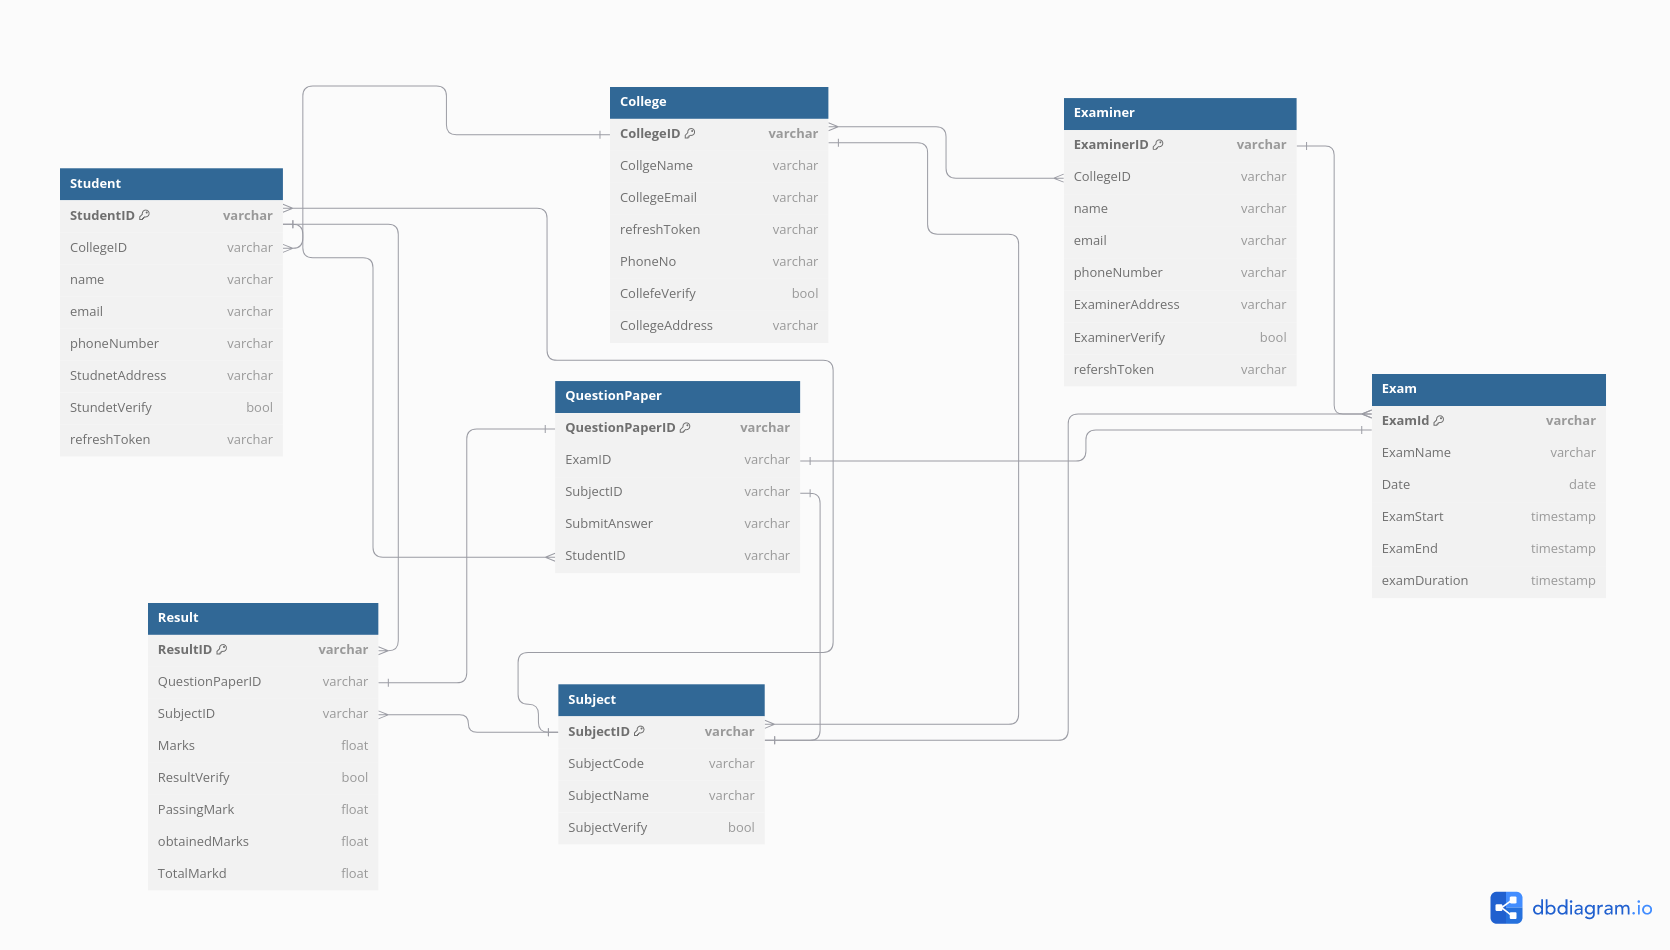 College
CollegeID varchar
CollgeName varchar
CollegeEmail varchar
refreshToken varchar
PhoneNo varchar
CollefeVerify bool
CollegeAddress varchar
Examiner
ExaminerID varchar
CollegeID varchar
name varchar
email varchar
phoneNumber varchar
ExaminerAddress varchar
ExaminerVerify bool
refershToken varchar
Student
StudentID varchar
CollegeID varchar
name varchar
email varchar
phoneNumber varchar
StudnetAddress varchar
StundetVerify bool
refreshToken varchar
QuestionPaper
QuestionPaperID varchar
ExamID varchar
SubjectID varchar
SubmitAnswer varchar
StudentID varchar
Exam
ExamId varchar
ExamName varchar
Date date
ExamStart timestamp
ExamEnd timestamp
examDuration timestamp
Result
ResultID varchar
QuestionPaperID varchar
SubjectID varchar
Marks float
ResultVerify bool
PassingMark float
obtainedMarks float
TotalMarkd float
Subject
SubjectID varchar
SubjectCode varchar
SubjectName varchar
SubjectVerify bool
dbdiagram.io